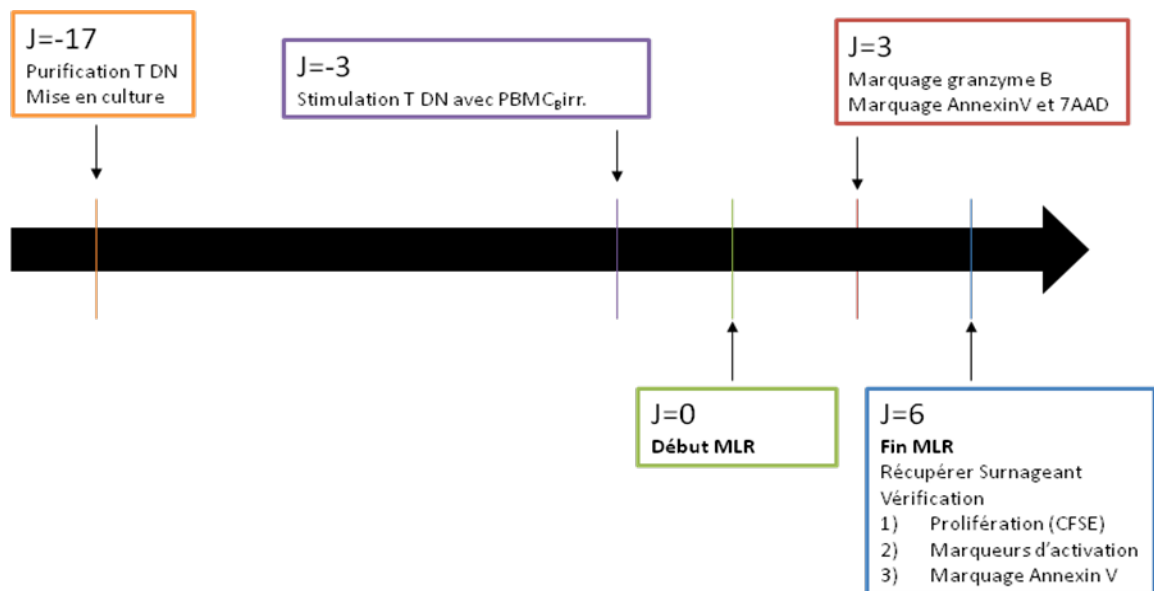 J=-17
Purification T DN
Mise en culture
J=-3
Stimulation T DN avec PBMCBirr.
J=3
Marquage granzyme B
Marquage AnnexinV et 7AAD
J=0
Début MLR
J=6
Fin MLR
Récupérer Surnageant
Vérification
1) Prolifération (CFSE)
2) Marqueurs d'activation
3) Marquage Annexin V